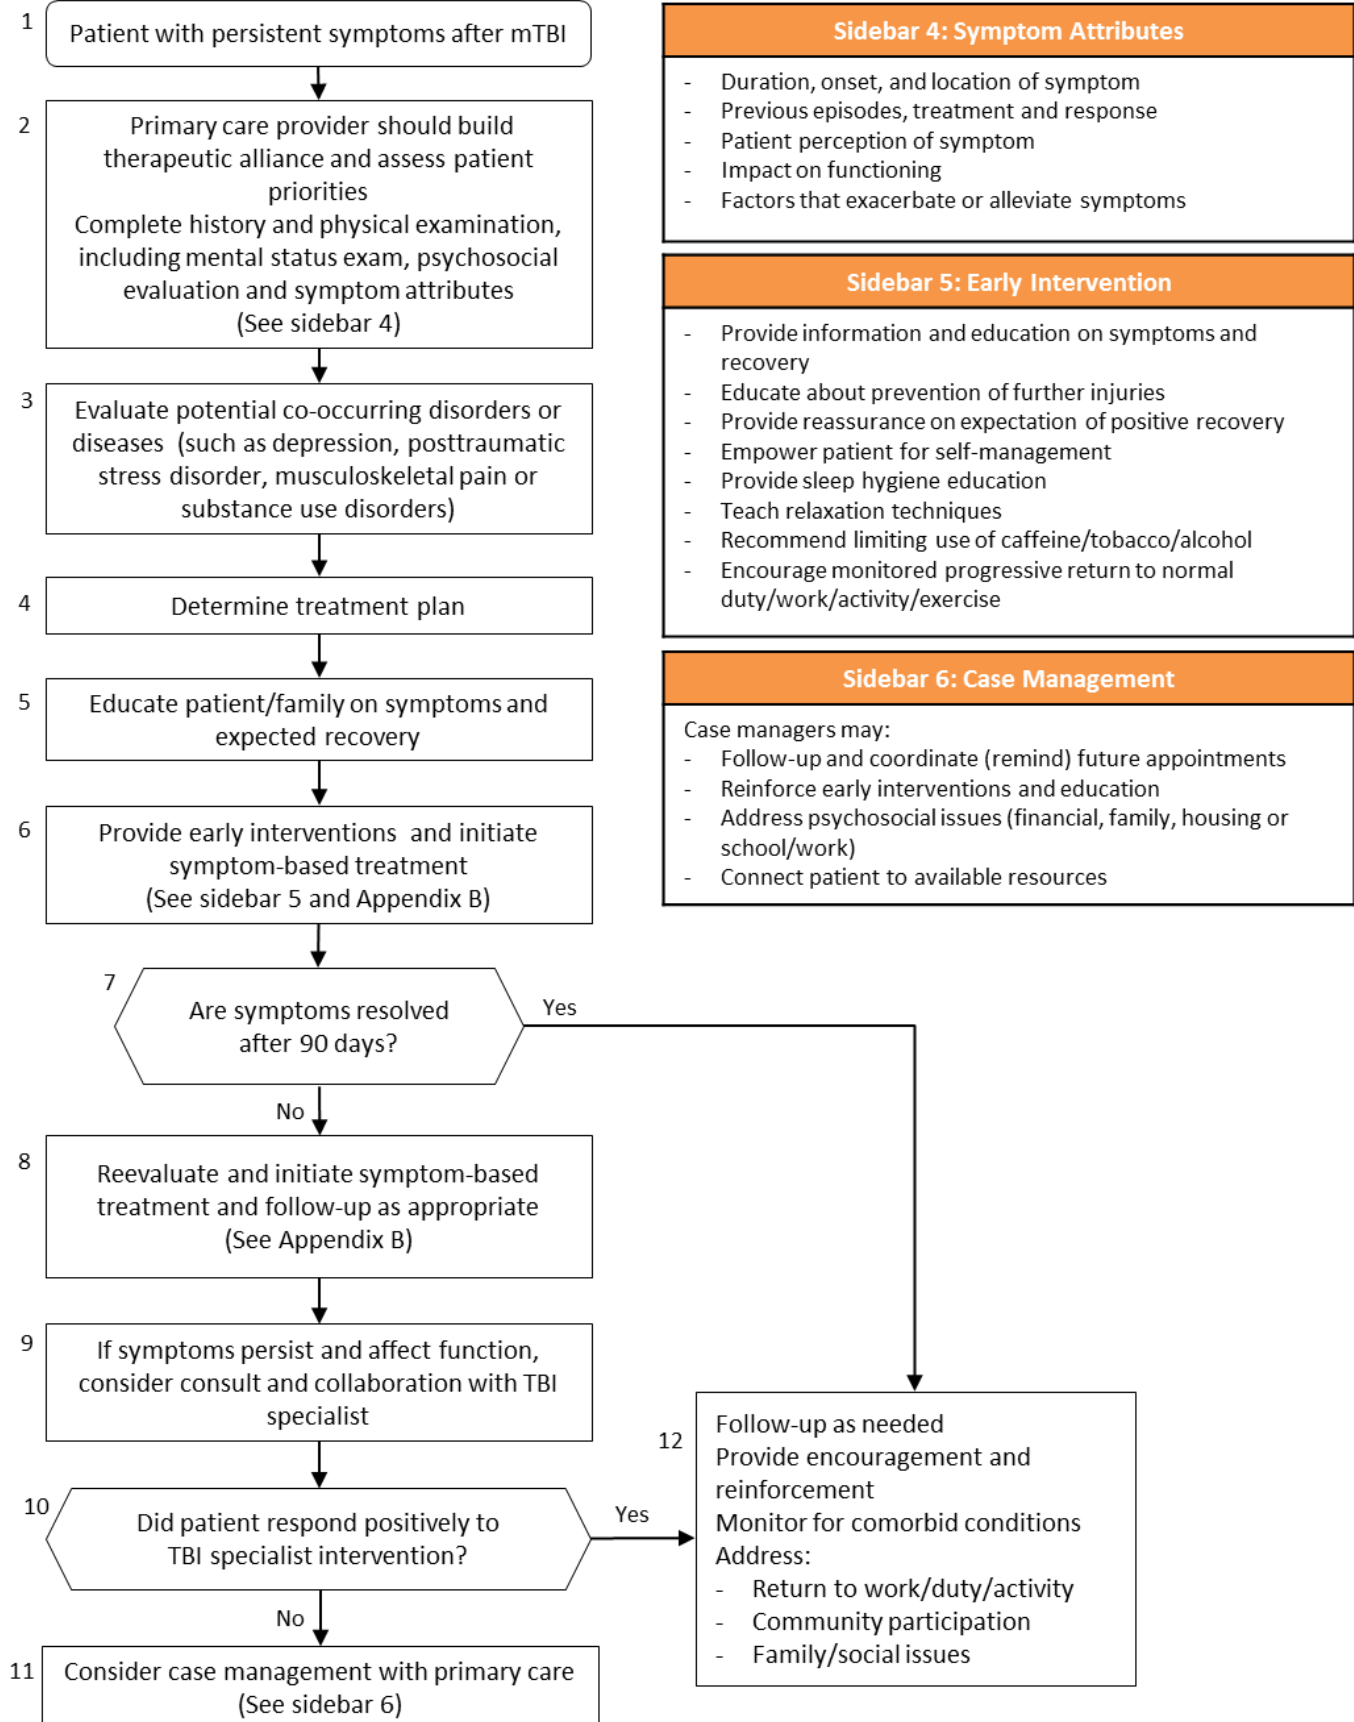 1
Patient with persistent symptoms after mTBI
2
Primary care provider should build
therapeutic alliance and assess patient
priorities
Complete history and physical examination,
including mental status exam, psychosocial
evaluation and symptom attributes
(See sidebar 4)
3
Evaluate potential co-occurring disorders or
diseases (such as depression, posttraumatic
stress disorder, musculoskeletal pain or
substance use disorders)
4
Determine treatment plan
5
Educate patient/family on symptoms and
expected recovery
6
Provide early interventions and initiate
symptom-based treatment
(See sidebar 5 and Appendix B)
7
Are symptoms resolved
after 90 days?
Yes
No
8
Reevaluate and initiate symptom-based
treatment and follow-up as appropriate
(See Appendix B)
9
If symptoms persist and affect function,
consider consult and collaboration with TBI
specialist
10
Did patient respond positively to
TBI specialist intervention?
Yes
No
11
Consider case management with primary care
(See sidebar 6)
12
Follow-up as needed
Provide encouragement and
reinforcement
Monitor for comorbid conditions
Address:
- Return to work/duty/activity
- Community participation
- Family/social issues
Sidebar 4: Symptom Attributes
- Duration, onset, and location of symptom
- Previous episodes, treatment and response
- Patient perception of symptom
- Impact on functioning
- Factors that exacerbate or alleviate symptoms
Sidebar 5: Early Intervention
- Provide information and education on symptoms and
recovery
- Educate about prevention of further injuries
- Provide reassurance on expectation of positive recovery
- Empower patient for self-management
- Provide sleep hygiene education
- Teach relaxation techniques
- Recommend limiting use of caffeine/tobacco/alcohol
- Encourage monitored progressive return to normal
duty/work/activity/exercise
Sidebar 6: Case Management
Case managers may:
- Follow-up and coordinate (remind) future appointments
- Reinforce early interventions and education
- Address psychosocial issues (financial, family, housing or
school/work)
- Connect patient to available resources